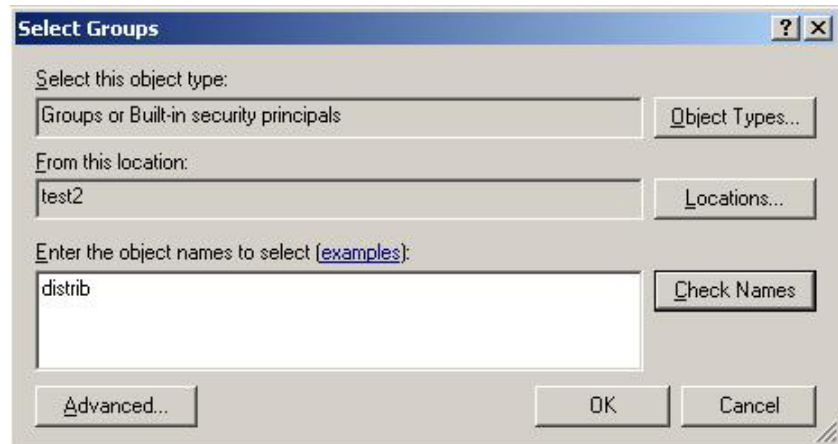 Select Groups
Select this object type:
Groups or Built-in security principals
Object Types...
From this location:
test2
Locations...
Enter the object names to select (examples):
distrib
Check Names
Advanced...
OK
Cancel